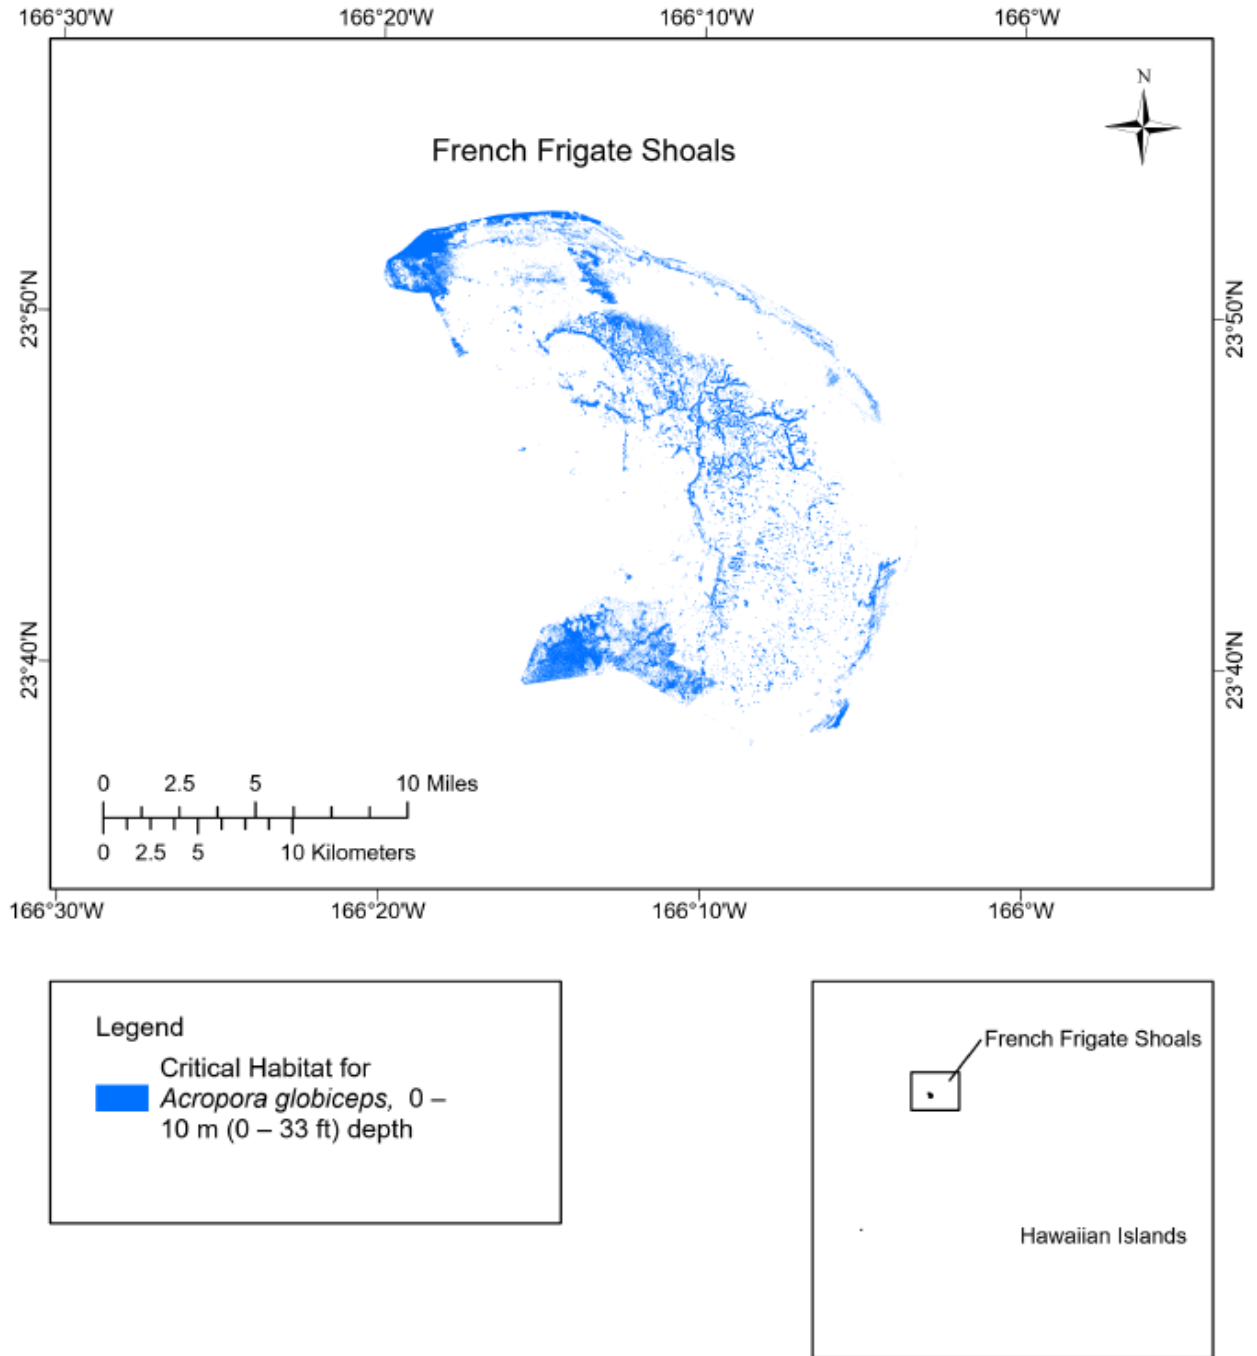 166°30'W 166°20'W 166°10'W 166°W
N
French Frigate Shoals
23°50'N 23°50'N
23°40'N 23°40'N
0 2.5 5 10 Miles
0 2.5 5 10 Kilometers
166°30'W 166°20'W 166°10'W 166°W
Legend
Critical Habitat for
Acropora globiceps, 0 –
10 m (0 – 33 ft) depth
French Frigate Shoals
Hawaiian Islands